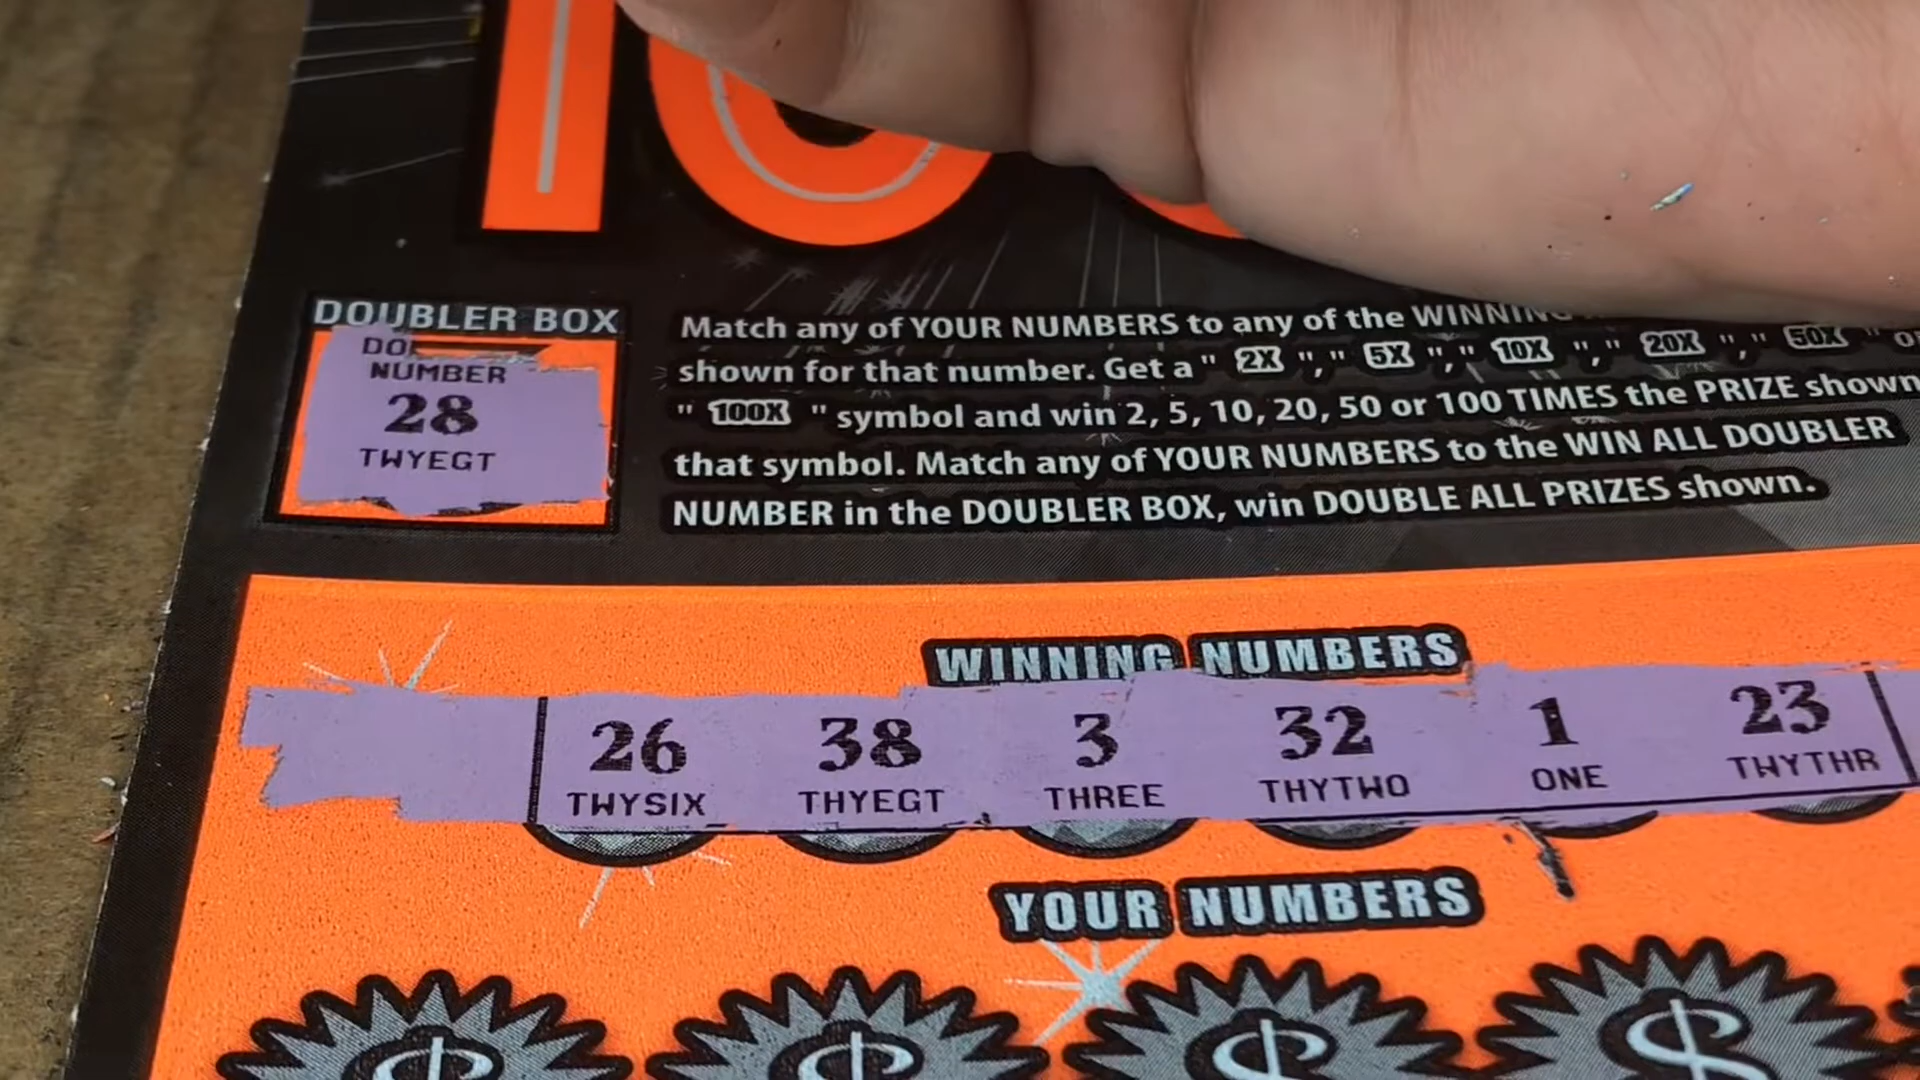 10
DOUBLER BOX
DO
NUMBER
28
TWYEGT
Match any of YOUR NUMBERS to any of the WINNING
shown for that number. Get a " 2X "," 5X "," 10X "," 20X "," 50X "
" 100X " symbol and win 2, 5, 10, 20, 50 or 100 TIMES the PRIZE shown
that symbol. Match any of YOUR NUMBERS to the WIN ALL DOUBLER
NUMBER in the DOUBLER BOX, win DOUBLE ALL PRIZES shown.
WINNING NUMBERS
26 38 3 32 1 23
TWYSIX THYEGT THREE THYTWO ONE TWYTHR
YOUR NUMBERS
$ $ $ $